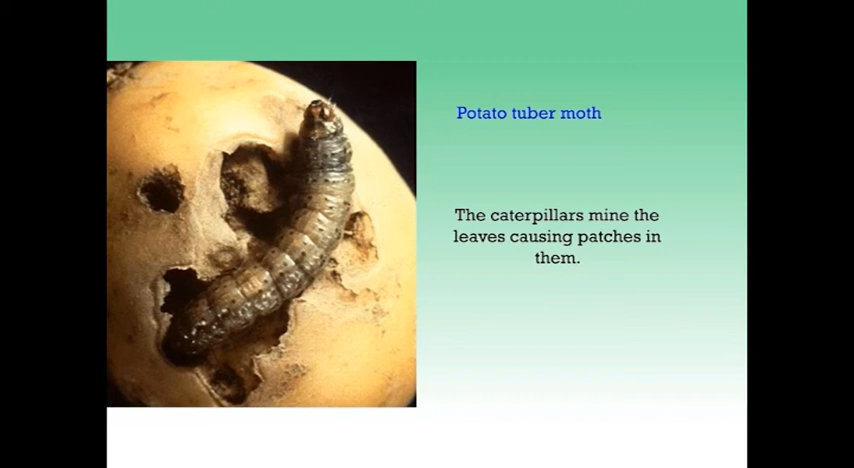 Potato tuber moth
The caterpillars mine the
leaves causing patches in
them.